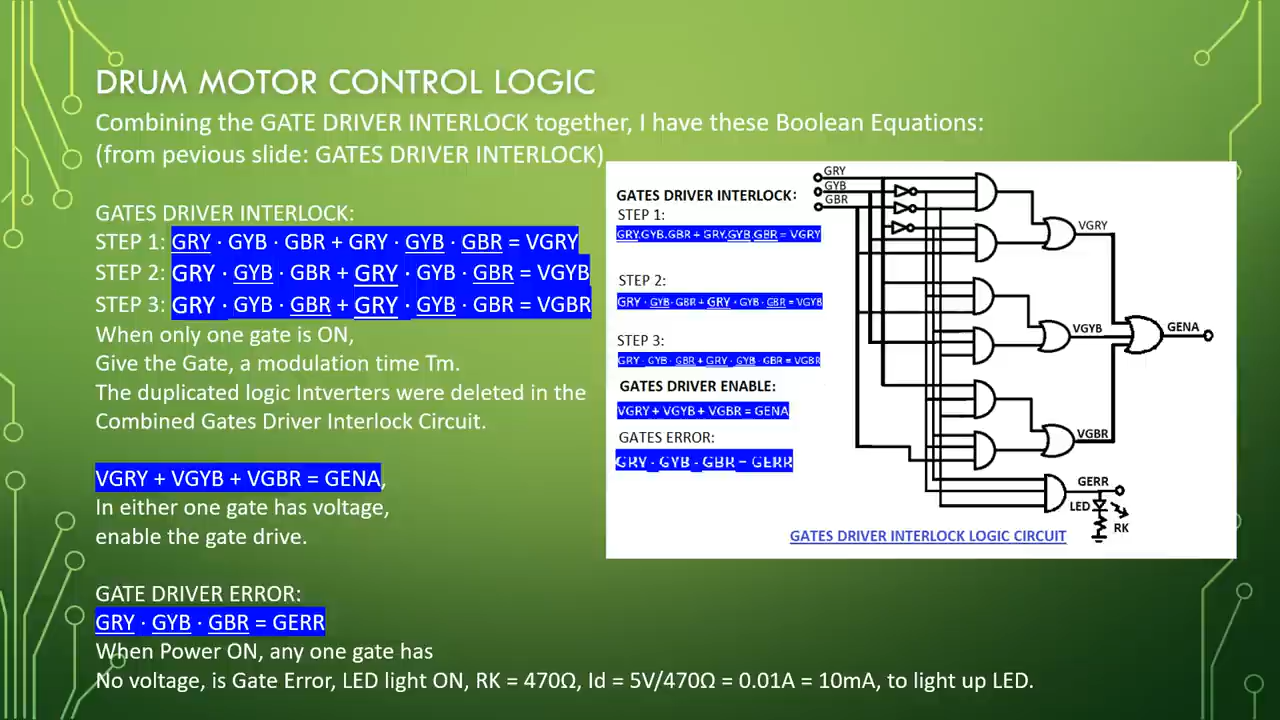 DRUM MOTOR CONTROL LOGIC
Combining the GATE DRIVER INTERLOCK together, I have these Boolean Equations:
(from pevious slide: GATES DRIVER INTERLOCK)
GATES DRIVER INTERLOCK:
STEP 1: GRY · GYB · GBR + GRY · GYB · GBR = VGRY
STEP 2: GRY · GYB · GBR + GRY · GYB · GBR = VGYB
STEP 3: GRY · GYB · GBR + GRY · GYB · GBR = VGBR
When only one gate is ON,
Give the Gate, a modulation time Tm.
The duplicated logic Intverters were deleted in the
Combined Gates Driver Interlock Circuit.
VGRY + VGYB + VGBR = GENA,
In either one gate has voltage,
enable the gate drive.
GATE DRIVER ERROR:
GRY · GYB · GBR = GERR
When Power ON, any one gate has
No voltage, is Gate Error, LED light ON, RK = 470Ω, Id = 5V/470Ω = 0.01A = 10mA, to light up LED.
GATES DRIVER INTERLOCK:
STEP 1:
GRY.GYB.GBR + GRY.GYB.GBR = VGRY
STEP 2:
GRY · GYB · GBR + GRY · GYB · GBR = VGYB
STEP 3:
GRY · GYB · GBR + GRY · GYB · GBR = VGBR
GATES DRIVER ENABLE:
VGRY + VGYB + VGBR = GENA
GATES ERROR:
GRY · GYB · GBR = GERR
GRY
GYB
GBR
VGRY
VGYB
GENA
VGBR
GERR
LED
RK
GATES DRIVER INTERLOCK LOGIC CIRCUIT